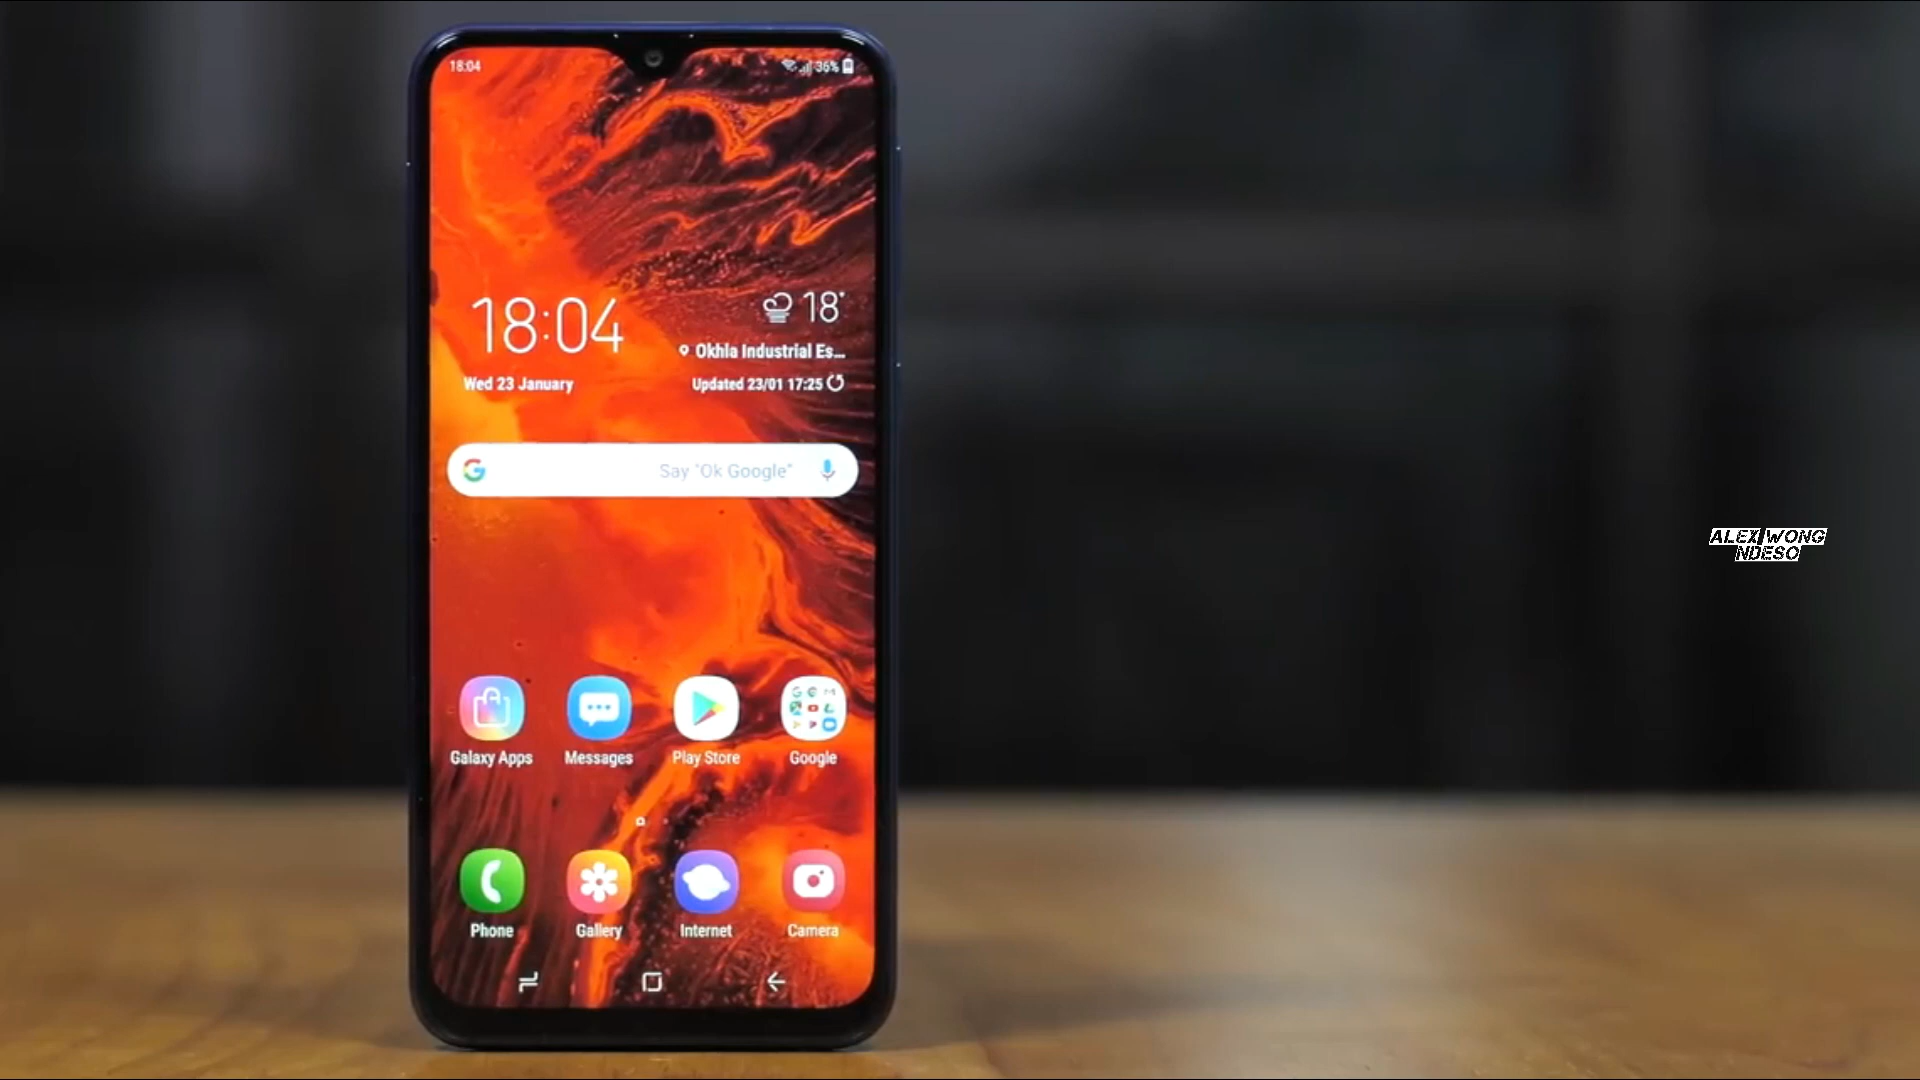 18:04
36%
18:04
18°
Okhla Industrial Es...
Wed 23 January
Updated 23/01 17:25
Say "Ok Google"
Galaxy Apps
Messages
Play Store
Google
Phone
Gallery
Internet
Camera
ALEX WONG
NDESO